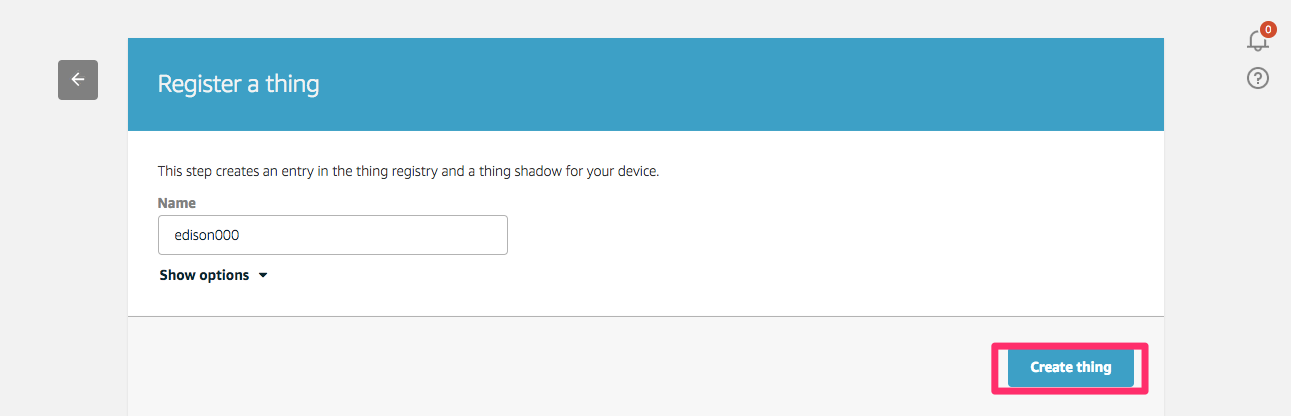 0
Register a thing
This step creates an entry in the thing registry and a thing shadow for your device.
Name
edison000
Show options
Create thing